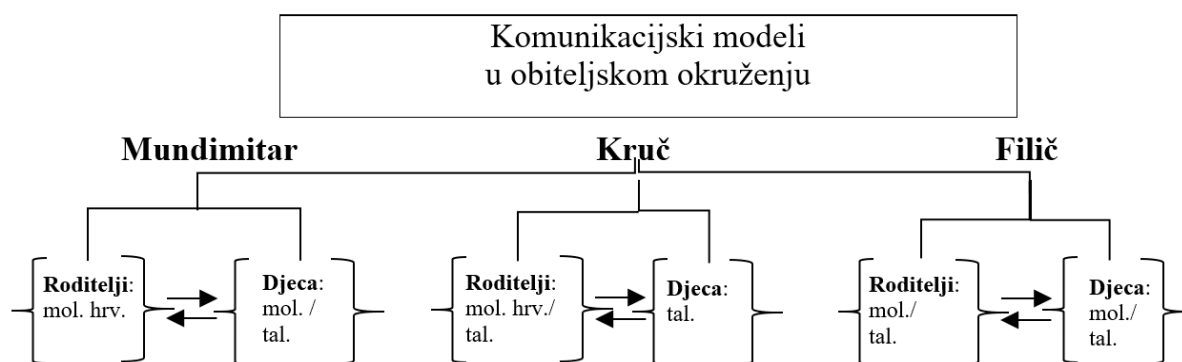 Komunikacijski modeli
u obiteljskom okruženju
Mundimitar
Kruč
Filič
Roditelji:
mol. hrv.
Djeca:
mol. /
tal.
Roditelji:
mol. hrv./
tal.
Djeca:
tal.
Roditelji:
mol./
tal.
Djeca:
mol./
tal.